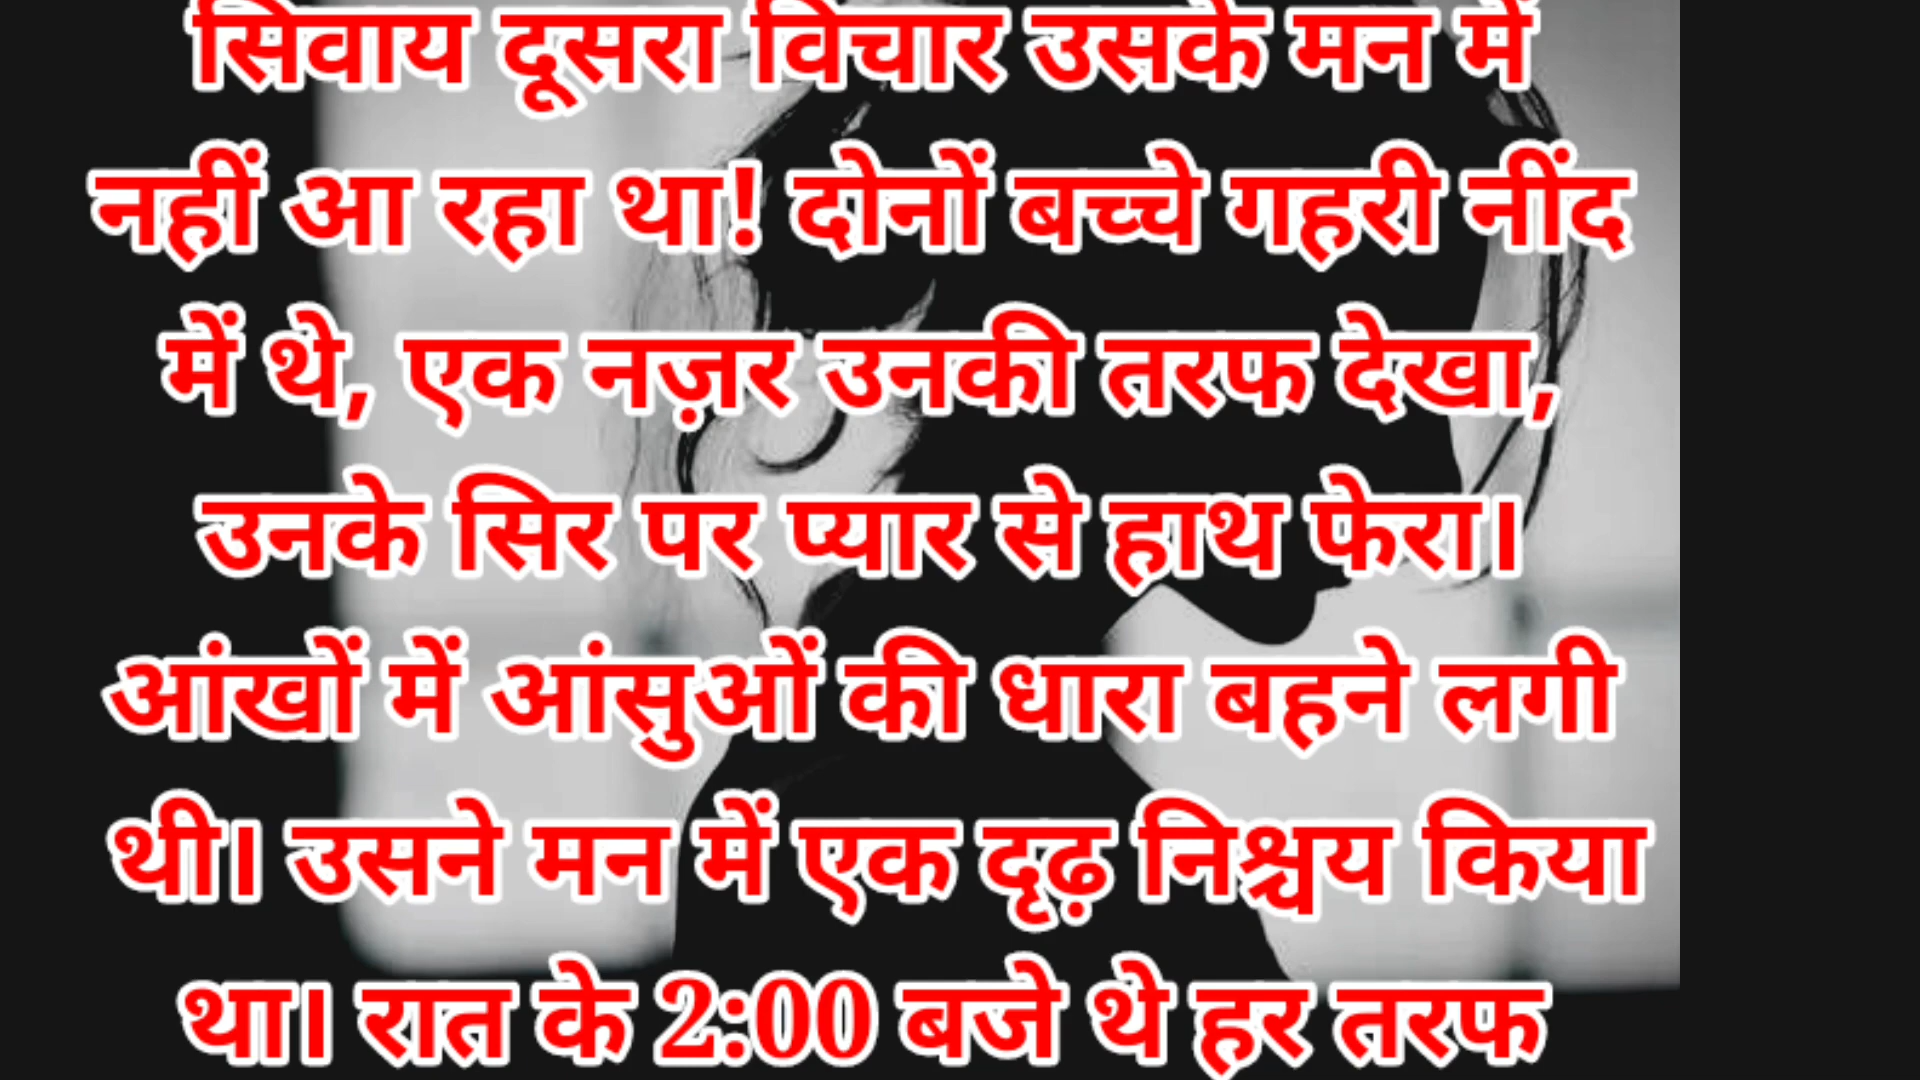 सिवाय दूसरा विचार उसके मन में
नहीं आ रहा था! दोनों बच्चे गहरी नींद
में थे, एक नज़र उनकी तरफ देखा,
उनके सिर पर प्यार से हाथ फेरा।
आंखों में आंसुओं की धारा बहने लगी
थी। उसने मन में एक दृढ़ निश्चय किया
था। रात के 2:00 बजे थे हर तरफ